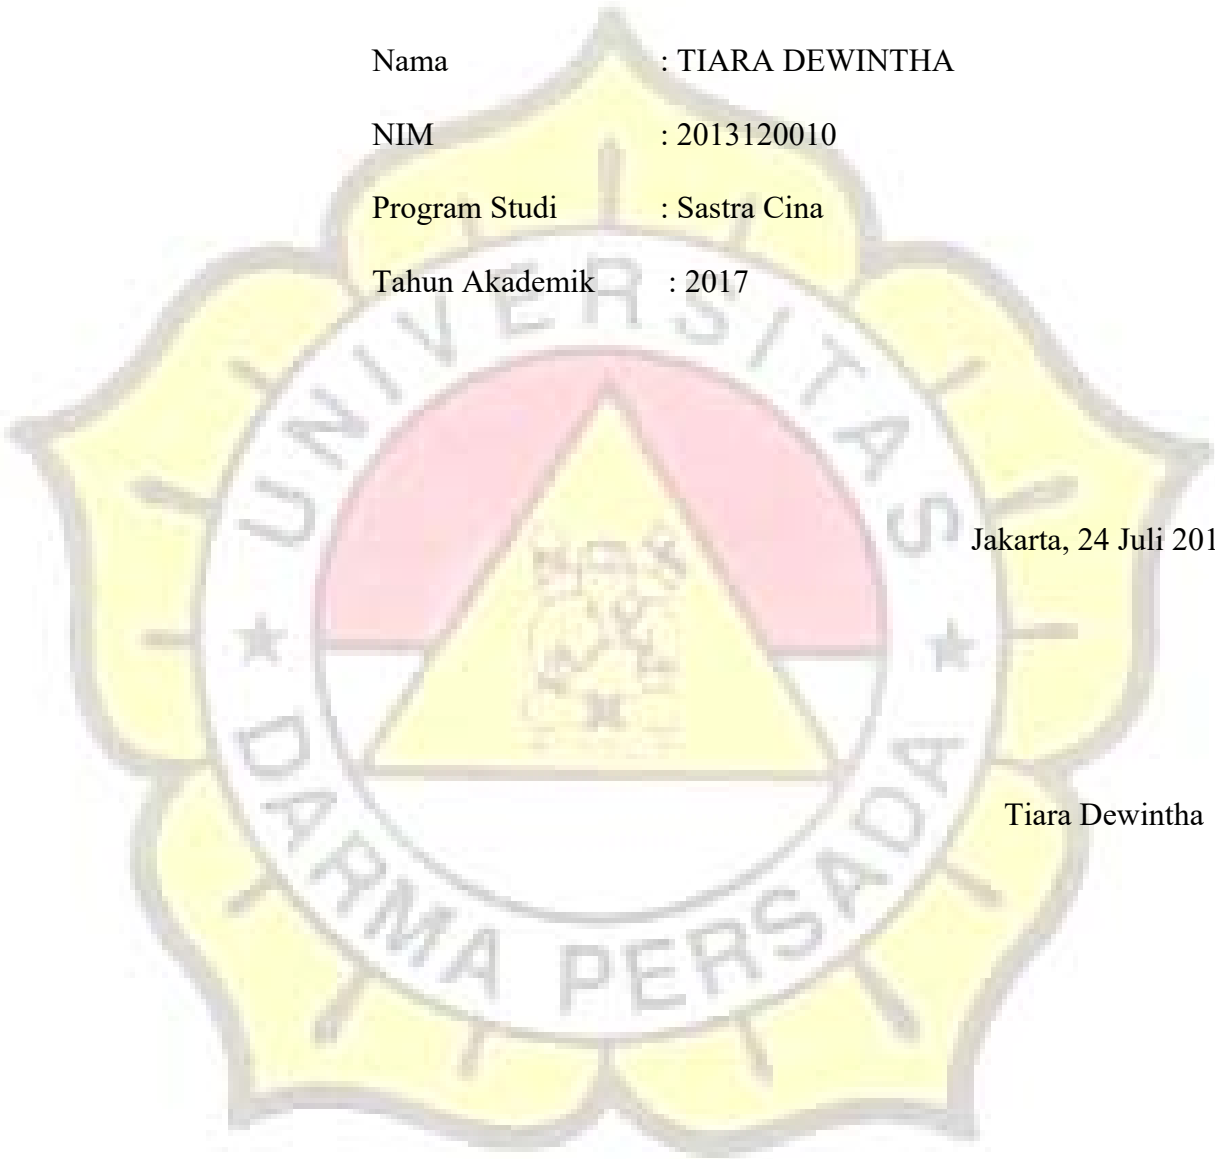 Nama : TIARA DEWINTHA
NIM : 2013120010
Program Studi : Sastra Cina
Tahun Akademik : 2017
UNIVERSITAS
Jakarta, 24 Juli 201
Tiara Dewintha
DARMA PERSADA